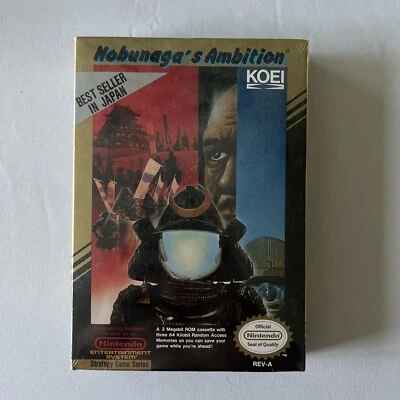 Nobunaga's Ambition
KOEI
BEST SELLER
IN JAPAN
Nintendo
ENTERTAINMENT
SYSTEM
Strategy Game Series
A 2 Megabit ROM cassette with
three 64 Kilobit Random Access
Memories so you can save your
game while you're ahead!
Official
Nintendo
Seal of Quality
REV-A